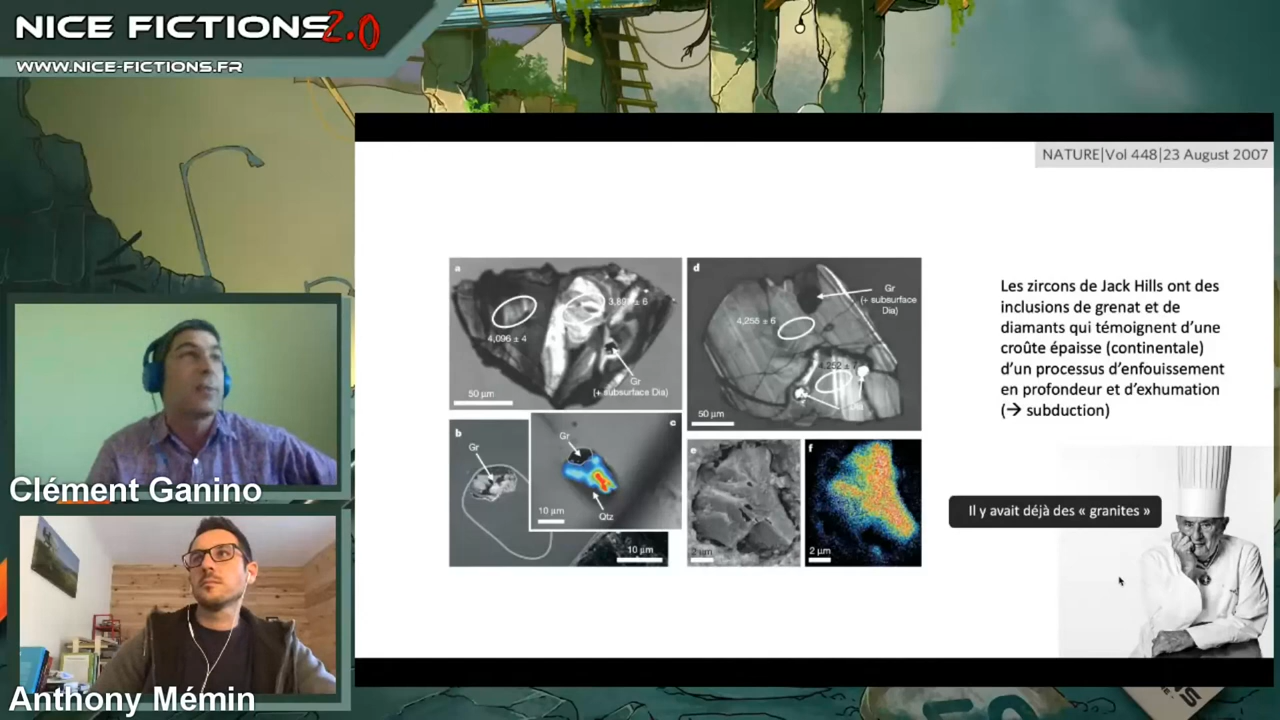 NICE FICTIONS 2.0
WWW.NICE-FICTIONS.FR
NATURE|Vol 448|23 August 2007
a
4,096 ± 4
± 6
Gr
(+ subsurface Dia)
50 µm
d
4,255 ± 6
Gr
(+ subsurface
Dia)
50 µm
b
Gr
10 µm
c
Gr
Qtz
10 µm
e
2 µm
f
2 µm
Les zircons de Jack Hills ont des
inclusions de grenat et de
diamants qui témoignent d'une
croûte épaisse (continentale)
d'un processus d'enfouissement
en profondeur et d'exhumation
(→ subduction)
Il y avait déjà des « granites »
Clément Ganino
Anthony Mémin